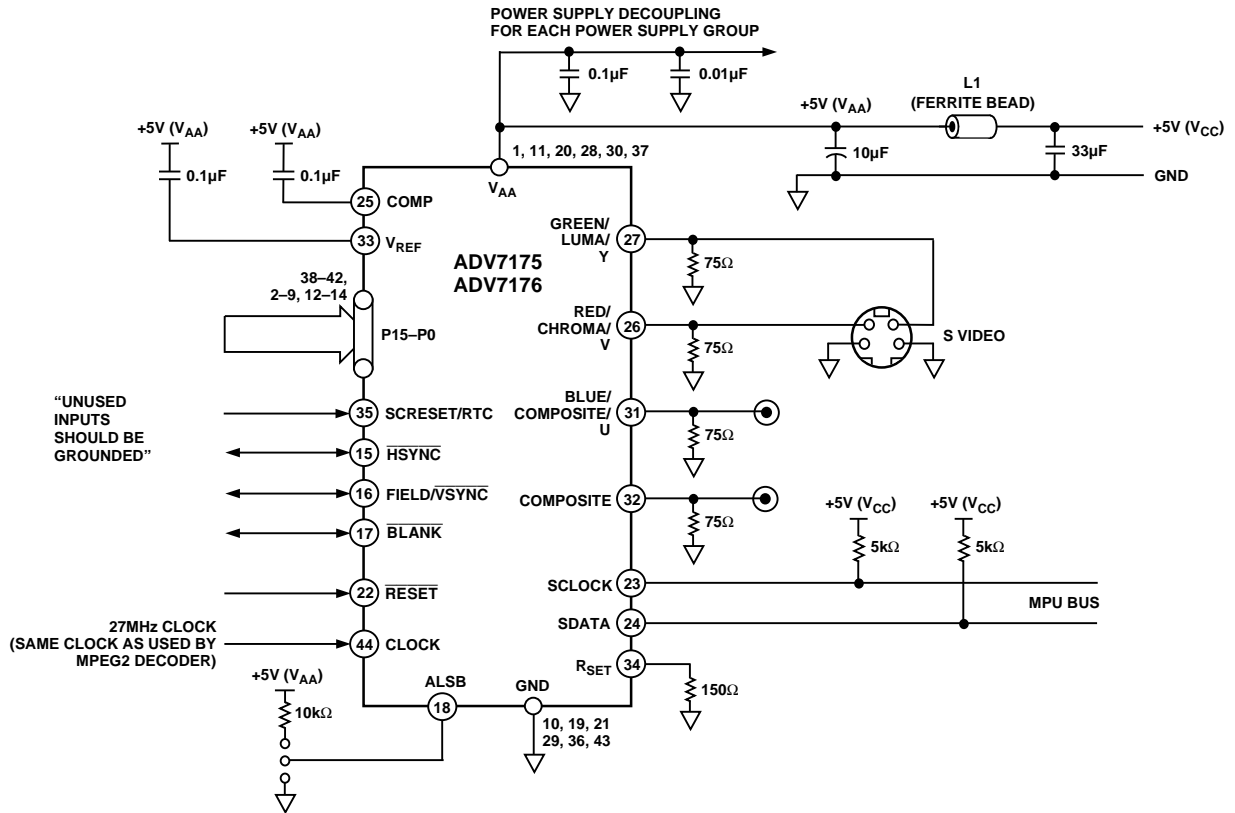 POWER SUPPLY DECOUPLING
FOR EACH POWER SUPPLY GROUP
0.1µF
0.01µF
L1
(FERRITE BEAD)
+5V (VAA)
+5V (VCC)
10µF
33µF
GND
+5V (VAA)
0.1µF
+5V (VAA)
0.1µF
1, 11, 20, 28, 30, 37
VAA
25
COMP
33
VREF
ADV7175
ADV7176
38–42,
2–9, 12–14
P15–P0
"UNUSED
INPUTS
SHOULD BE
GROUNDED"
35
SCRESET/RTC
15
HSYNC
16
FIELD/VSYNC
17
BLANK
22
RESET
27MHz CLOCK
(SAME CLOCK AS USED BY
MPEG2 DECODER)
44
CLOCK
+5V (VAA)
10kΩ
ALSB
18
GND
10, 19, 21
29, 36, 43
GREEN/
LUMA/
Y
27
75Ω
RED/
CHROMA/
V
26
75Ω
S VIDEO
BLUE/
COMPOSITE/
U
31
75Ω
COMPOSITE
32
75Ω
+5V (VCC)
5kΩ
+5V (VCC)
5kΩ
SCLOCK
23
MPU BUS
SDATA
24
RSET
34
150Ω